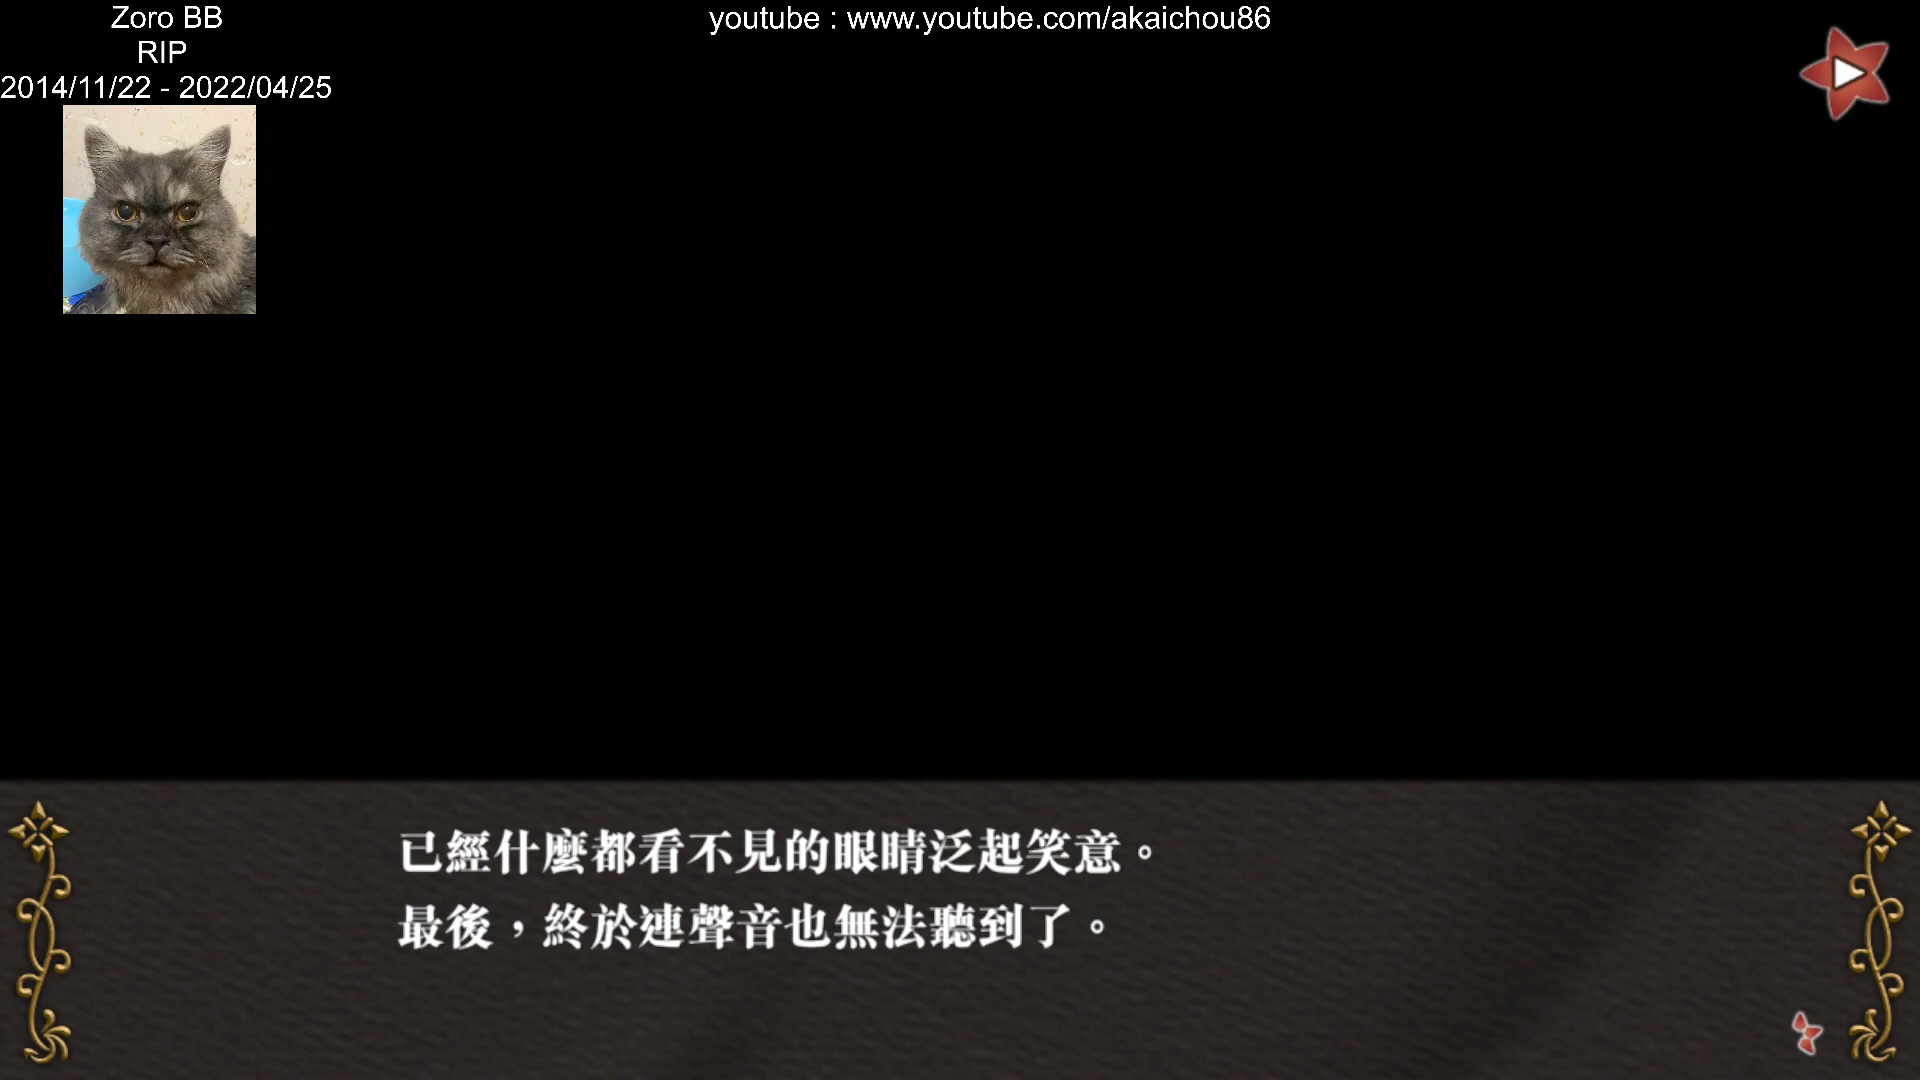 Zoro BB
RIP
2014/11/22 - 2022/04/25
youtube : www.youtube.com/akaichou86
已經什麼都看不見的眼睛泛起笑意。
最後，終於連聲音也無法聽到了。